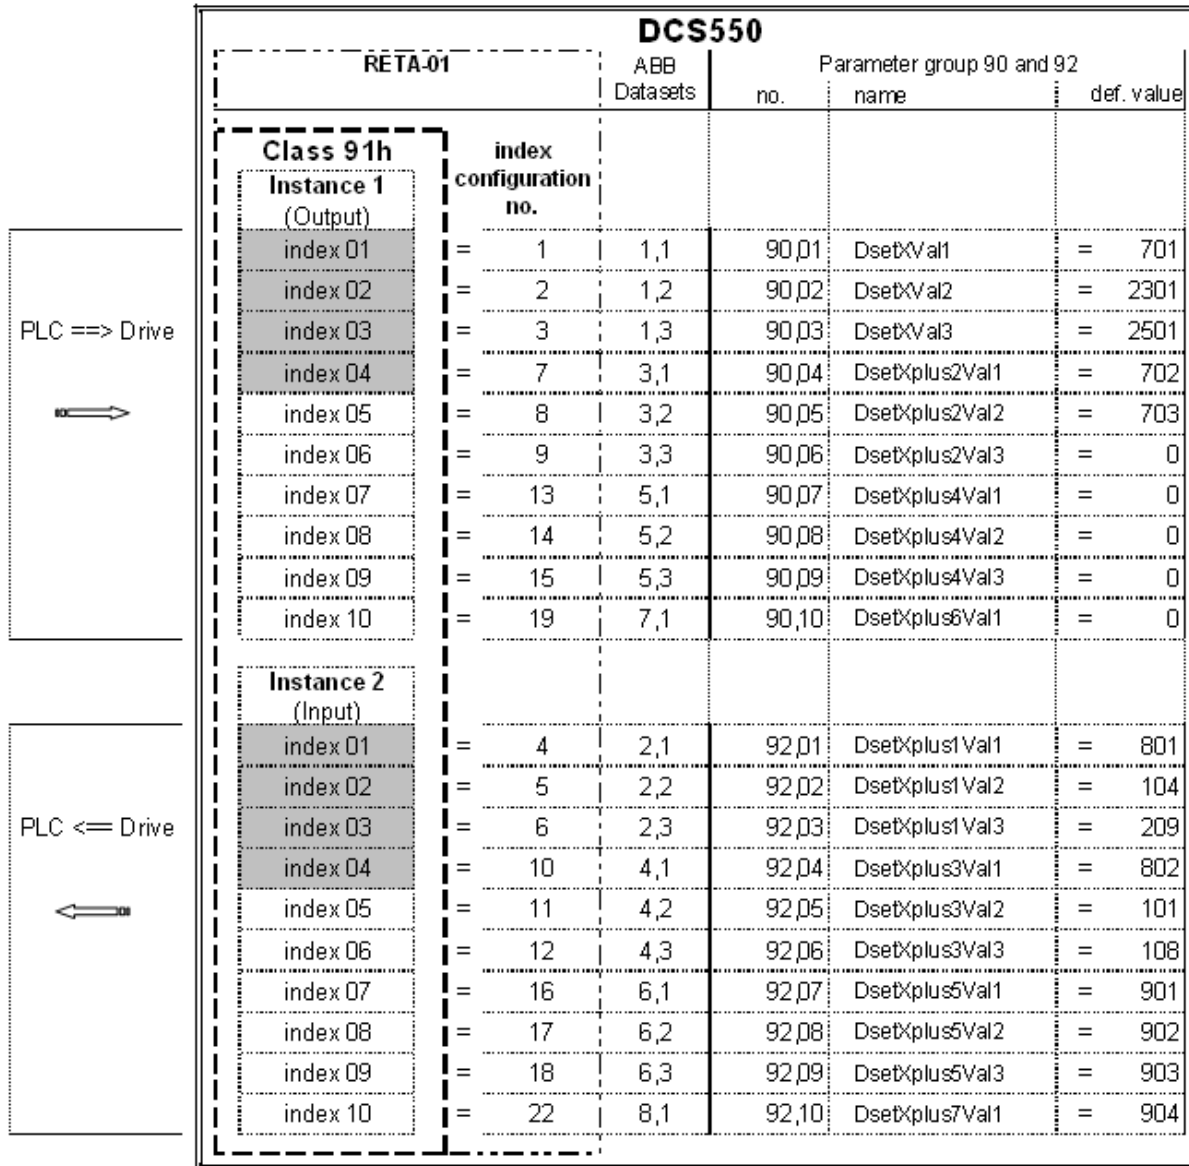 DCS550
RETA-01 ABB Parameter group 90 and 92
Datasets no. name def. value
Class 91h index
Instance 1 configuration
(Output) no.
index 01 = 1 1,1 90,01 DsetXVal1 = 701
index 02 = 2 1,2 90,02 DsetXVal2 = 2301
PLC ==> Drive index 03 = 3 1,3 90,03 DsetXVal3 = 2501
index 04 = 7 3,1 90,04 DsetXplus2Val1 = 702
index 05 = 8 3,2 90,05 DsetXplus2Val2 = 703
index 06 = 9 3,3 90,06 DsetXplus2Val3 = 0
index 07 = 13 5,1 90,07 DsetXplus4Val1 = 0
index 08 = 14 5,2 90,08 DsetXplus4Val2 = 0
index 09 = 15 5,3 90,09 DsetXplus4Val3 = 0
index 10 = 19 7,1 90,10 DsetXplus6Val1 = 0
Instance 2
(Input)
index 01 = 4 2,1 92,01 DsetXplus1Val1 = 801
index 02 = 5 2,2 92,02 DsetXplus1Val2 = 104
PLC <== Drive index 03 = 6 2,3 92,03 DsetXplus1Val3 = 209
index 04 = 10 4,1 92,04 DsetXplus3Val1 = 802
index 05 = 11 4,2 92,05 DsetXplus3Val2 = 101
index 06 = 12 4,3 92,06 DsetXplus3Val3 = 108
index 07 = 16 6,1 92,07 DsetXplus5Val1 = 901
index 08 = 17 6,2 92,08 DsetXplus5Val2 = 902
index 09 = 18 6,3 92,09 DsetXplus5Val3 = 903
index 10 = 22 8,1 92,10 DsetXplus7Val1 = 904